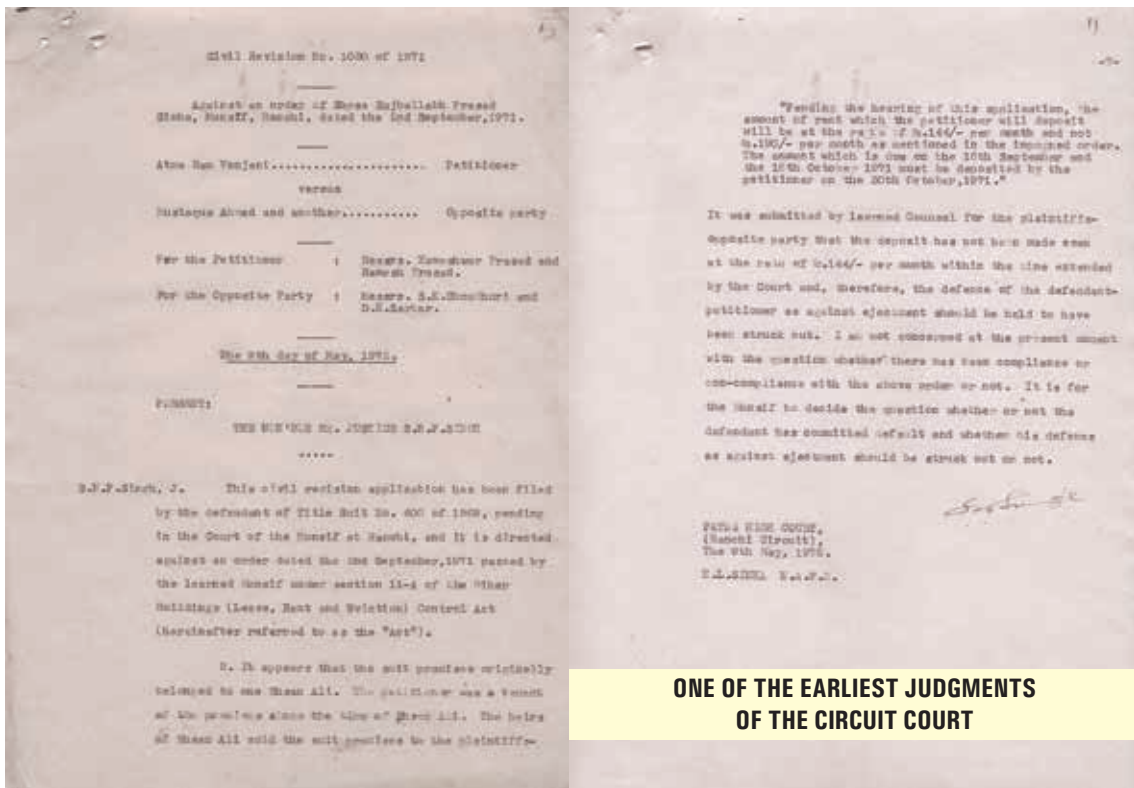 Civil Revision No. 1080 of 1971
Against an order of Shree Rajballabh Prasad
Sinha, Munsif, Ranchi, dated the 2nd September,1971.
Atma Ram Vanjani........................ Petitioner
versus
and another........... Opposite party
For the Petitioner : Messrs. Kameshwar Prasad and
Ramesh Prasad.
For the Opposite Party : Messrs. S.K.Choudhuri and
D.K.Sarkar.
The 9th day of May,
PRESENT:
THE HON'BLE MR. JUSTICE
J. This civil revision application has been filed
by the defendant of Title Suit No. of pending
in the Court of the Munsif at Ranchi, and it is directed
against an order dated the 2nd September,1971 passed by
the learned Munsif under section 11-A of the Bihar
Buildings (Lease, Rent and Eviction) Control Act
(hereinafter referred to as the "Act").
2. It appears that the suit premises originally
belonged to one Ali. The petitioner was a tenant
of the premises since the time of Ali. The heirs
of Ali sold the suit premises to the plaintiffs-
"Pending the hearing of this application, the
amount of rent which the petitioner will deposit
will be at the rate of Rs.144/- per month and not
per month as mentioned in the impugned order.
The amount which is due on the 15th September and
the 15th October 1971 must be deposited by the
petitioner on the 20th October,1971."
It was submitted by learned Counsel for the plaintiffs-
opposite party that the deposit has not been made even
at the rate of Rs.144/- per month within the time extended
by the Court and, therefore, the defence of the defendant-
petitioner as against ejectment should be held to have
been struck out. I am not concerned at the present moment
with the question whether there has been compliance or
non-compliance with the above order or not. It is for
the Munsif to decide the question whether or not the
defendant has committed default and whether his defence
as against ejectment should be struck out or not.
PATNA HIGH COURT,
(Ranchi Circuit),
The 9th May,
ONE OF THE EARLIEST JUDGMENTS
OF THE CIRCUIT COURT